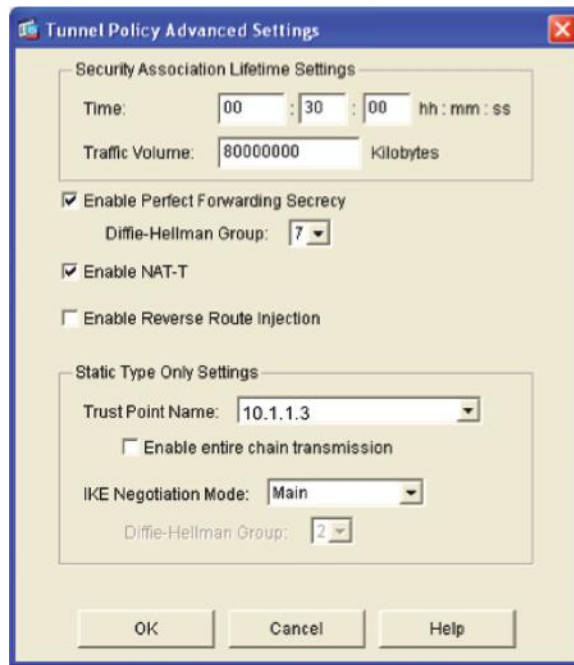 Tunnel Policy Advanced Settings
Security Association Lifetime Settings
Time: 00 : 30 : 00 hh : mm : ss
Traffic Volume: 80000000 Kilobytes
Enable Perfect Forwarding Secrecy
Diffie-Hellman Group: 7
Enable NAT-T
Enable Reverse Route Injection
Static Type Only Settings
Trust Point Name: 10.1.1.3
Enable entire chain transmission
IKE Negotiation Mode: Main
Diffie-Hellman Group: 2
OK Cancel Help